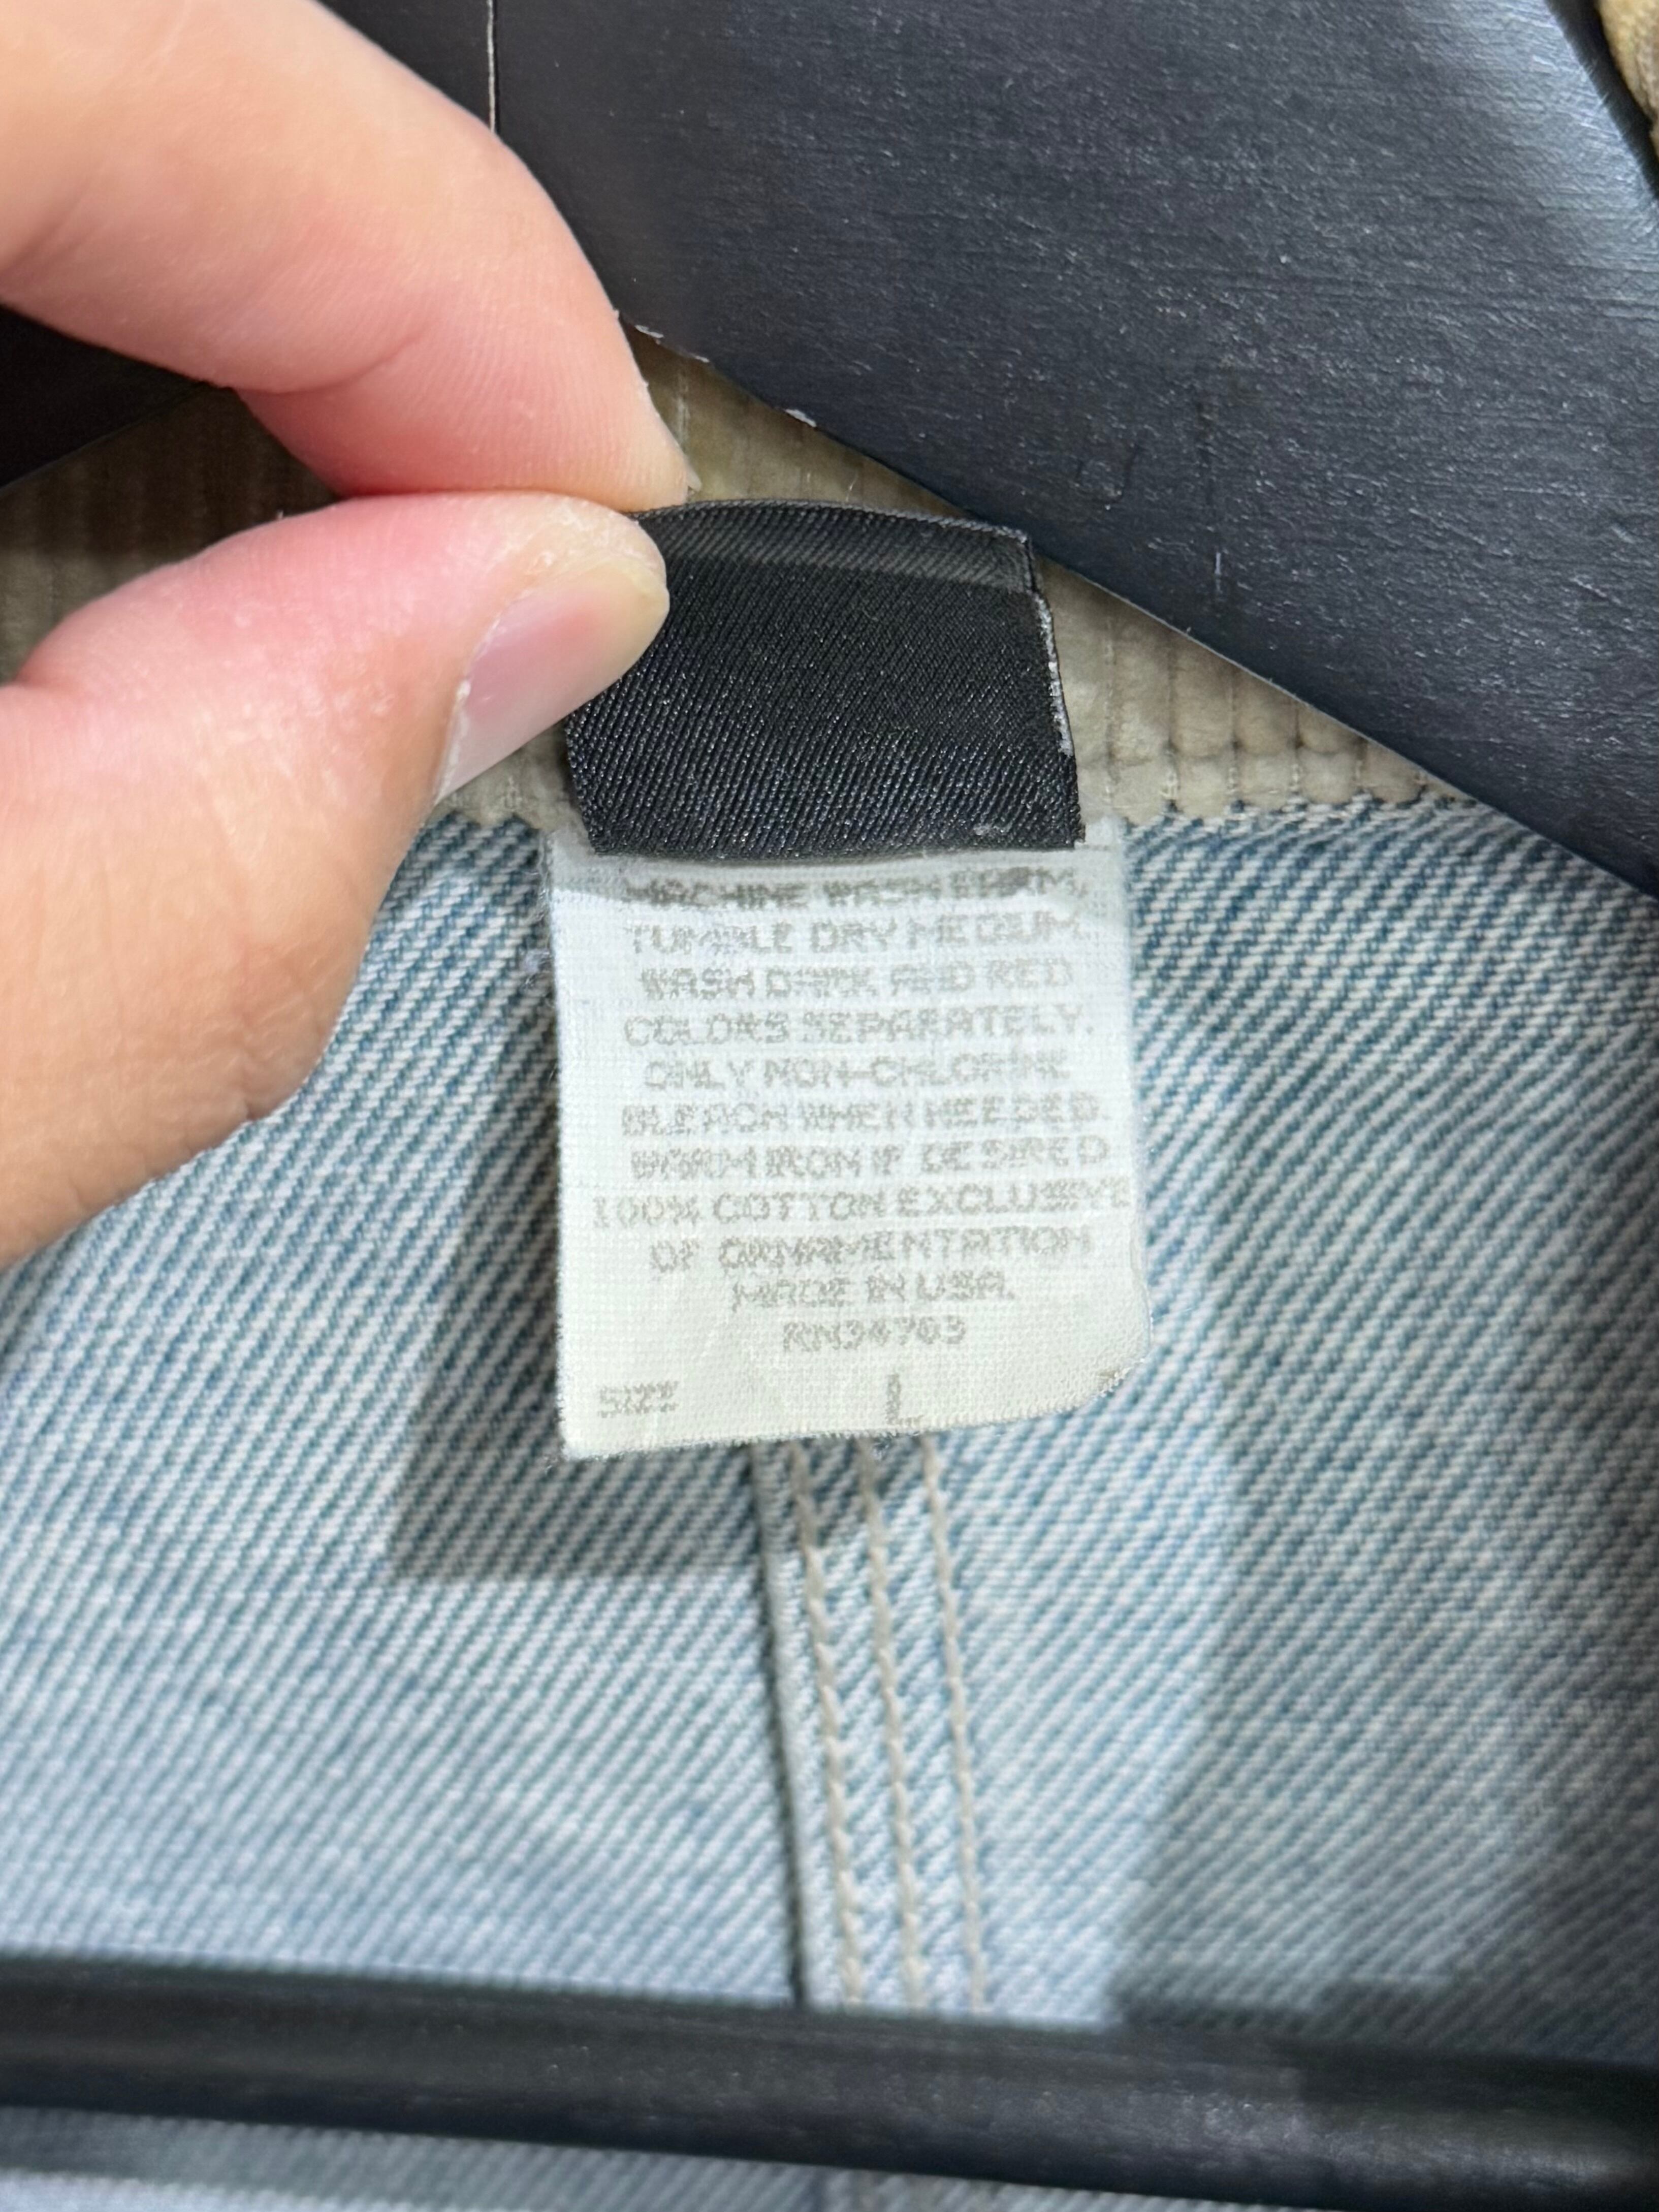 MACHINE WASH WARM,
TUMBLE DRY MEDIUM.
WASH DARK AND RED
COLORS SEPARATELY.
ONLY NON-CHLORINE
BLEACH WHEN NEEDED.
WARM IRON IF DESIRED
100% COTTON EXCLUSIVE
OF ORNAMENTATION
MADE IN USA.
RN34763
SIZE L